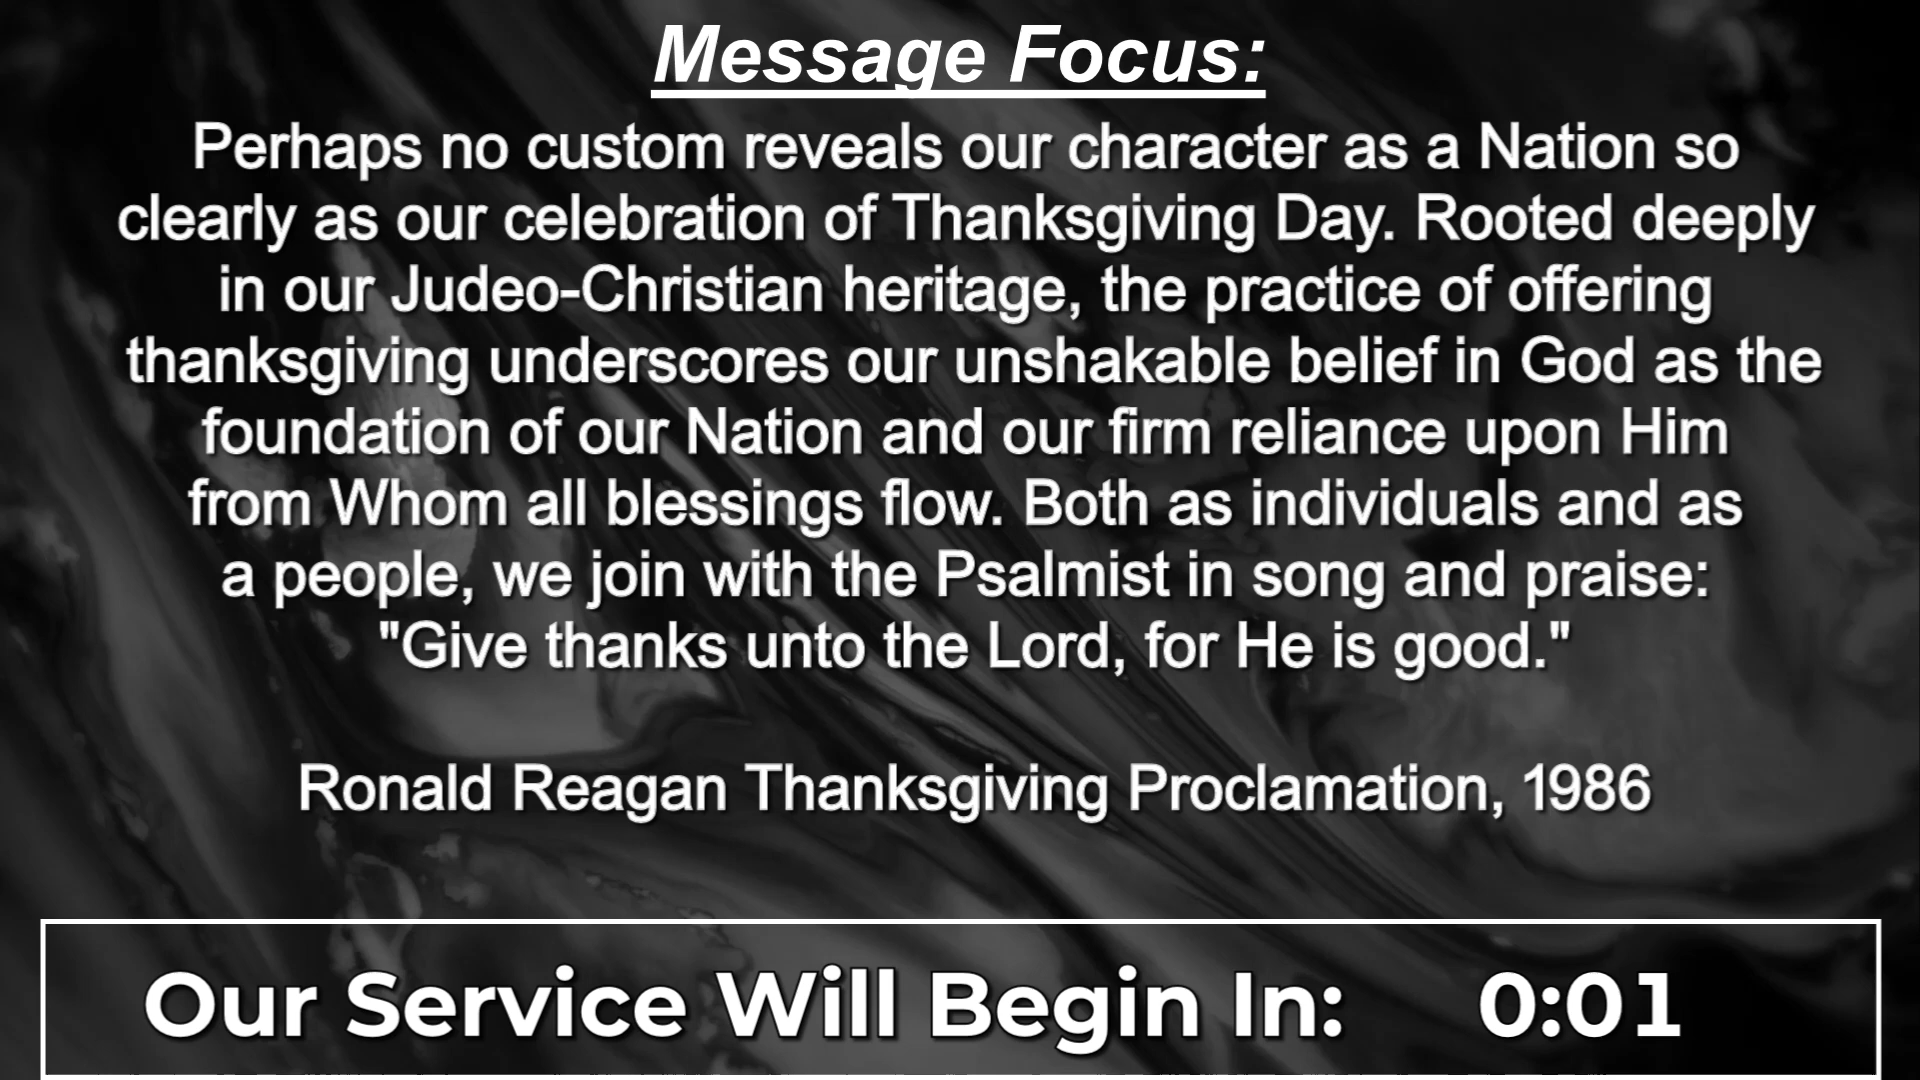 Message Focus:
Perhaps no custom reveals our character as a Nation so
clearly as our celebration of Thanksgiving Day. Rooted deeply
in our Judeo-Christian heritage, the practice of offering
thanksgiving underscores our unshakable belief in God as the
foundation of our Nation and our firm reliance upon Him
from Whom all blessings flow. Both as individuals and as
a people, we join with the Psalmist in song and praise:
"Give thanks unto the Lord, for He is good."
Ronald Reagan Thanksgiving Proclamation, 1986
Our Service Will Begin In: 0:01